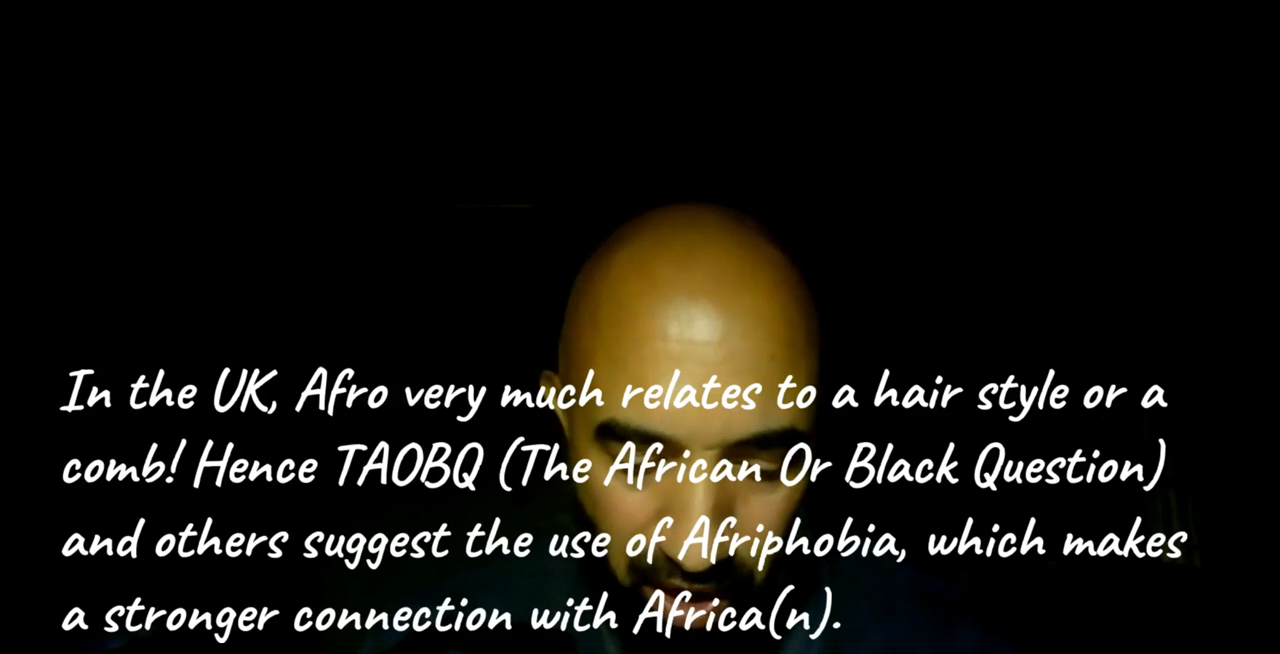 In the UK, Afro very much relates to a hair style or a
comb! Hence TAOBQ (The African Or Black Question)
and others suggest the use of Afriphobia, which makes
a stronger connection with Africa(n).